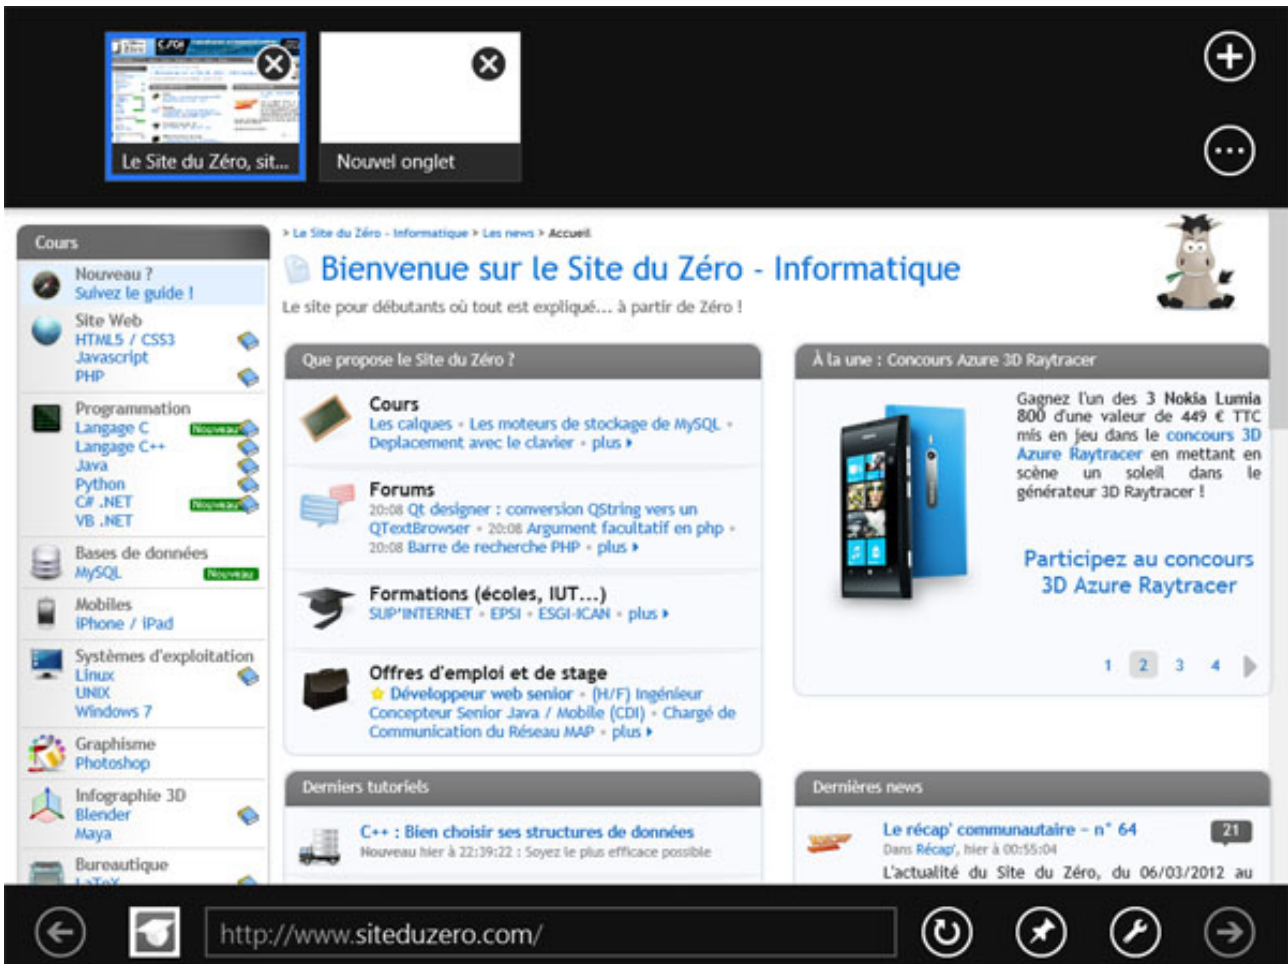 Le Site du Zéro, sit...
Nouvel onglet
Cours
Nouveau ?
Suivez le guide !
Site Web
HTML5 / CSS3
Javascript
PHP
Programmation
Langage C Nouveau
Langage C++
Java
Python
C# .NET Nouveau
VB .NET
Bases de données
MySQL Nouveau
Mobiles
iPhone / iPad
Systèmes d'exploitation
Linux
UNIX
Windows 7
Graphisme
Photoshop
Infographie 3D
Blender
Maya
Bureautique
LaTeX
> Le Site du Zéro - Informatique > Les news > Accueil
Bienvenue sur le Site du Zéro - Informatique
Le site pour débutants où tout est expliqué... à partir de Zéro !
Que propose le Site du Zéro ?
Cours
Les calques • Les moteurs de stockage de MySQL •
Deplacement avec le clavier • plus
Forums
20:08 Qt designer : conversion QString vers un
QTextBrowser • 20:08 Argument facultatif en php •
20:08 Barre de recherche PHP • plus
Formations (écoles, IUT...)
SUP'INTERNET • EPSI • ESGI-ICAN • plus
Offres d'emploi et de stage
Développeur web senior • (H/F) Ingénieur
Concepteur Senior Java / Mobile (CDI) • Chargé de
Communication du Réseau MAP • plus
À la une : Concours Azure 3D Raytracer
Gagnez l'un des 3 Nokia Lumia
800 d'une valeur de 449 € TTC
mis en jeu dans le concours 3D
Azure Raytracer en mettant en
scène un soleil dans le
générateur 3D Raytracer !
Participez au concours
3D Azure Raytracer
1 2 3 4
Derniers tutoriels
C++ : Bien choisir ses structures de données
Nouveau hier à 22:39:22 : Soyez le plus efficace possible
Dernières news
Le récap' communautaire – n° 64 21
Dans Récap', hier à 00:55:04
L'actualité du Site du Zéro, du 06/03/2012 au
http://www.siteduzero.com/